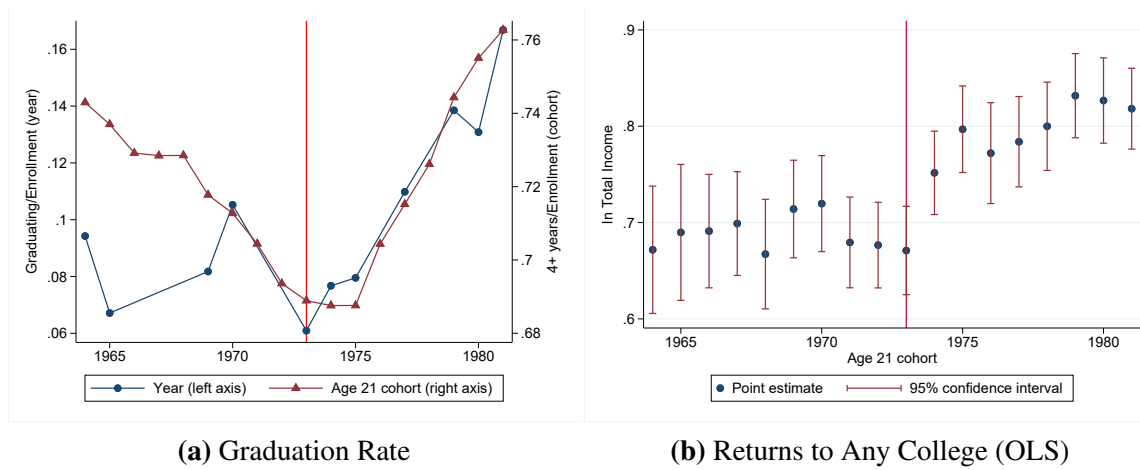 Graduating/Enrollment (year)
.16
.14
.12
.1
.08
.06
.76
.74
.72
.7
.68
4+ years/Enrollment (cohort)
1965 1970 1975 1980
Year (left axis) Age 21 cohort (right axis)
(a) Graduation Rate
ln Total Income
.9
.8
.7
.6
1965 1970 1975 1980
Age 21 cohort
Point estimate 95% confidence interval
(b) Returns to Any College (OLS)